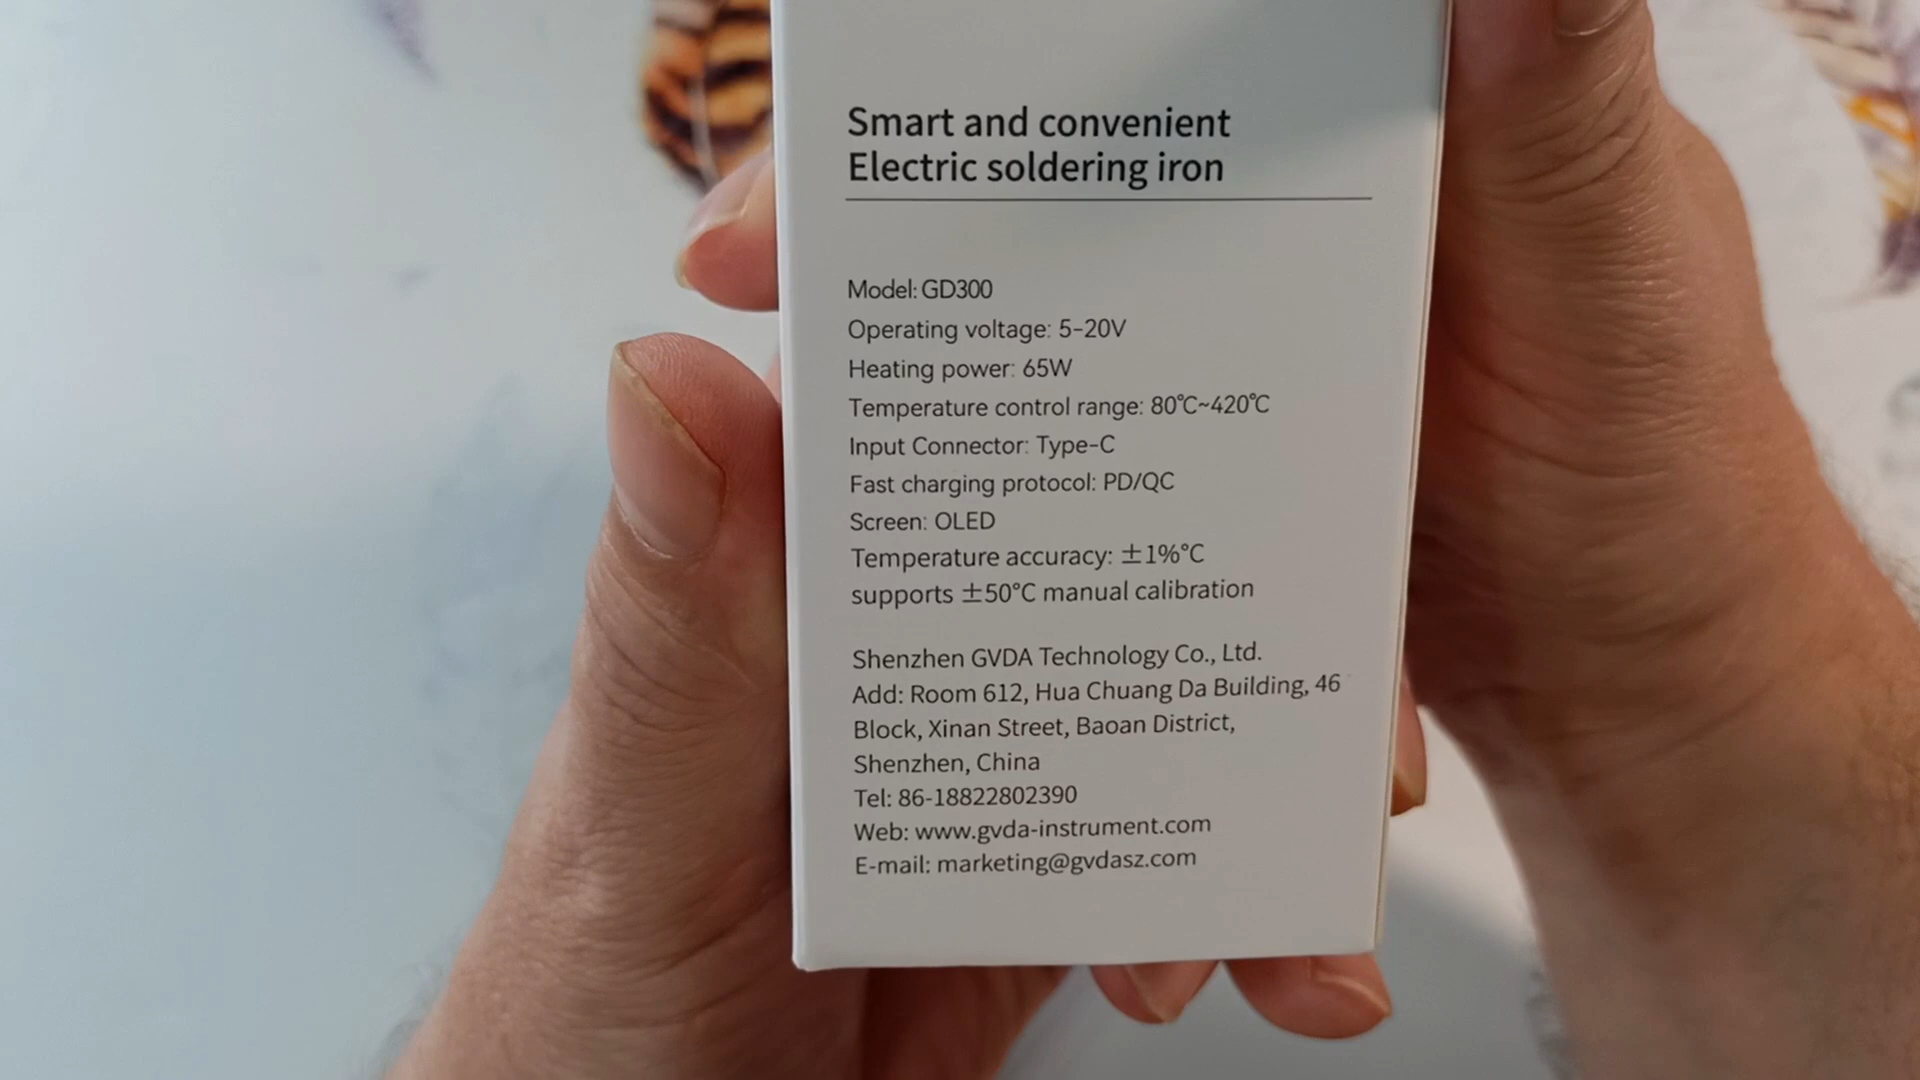 Smart and convenient
Electric soldering iron
Model: GD300
Operating voltage: 5-20V
Heating power: 65W
Temperature control range: 80℃~420℃
Input Connector: Type-C
Fast charging protocol: PD/QC
Screen: OLED
Temperature accuracy: ±1%°C
supports ±50°C manual calibration
Shenzhen GVDA Technology Co., Ltd.
Add: Room 612, Hua Chuang Da Building, 46
Block, Xinan Street, Baoan District,
Shenzhen, China
Tel: 86-18822802390
Web: www.gvda-instrument.com
E-mail: marketing@gvdasz.com